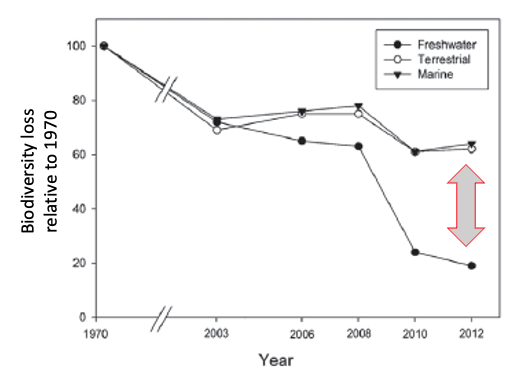 Freshwater
Terrestrial
Marine
100
80
60
40
20
0
Biodiversity loss
relative to 1970
1970
2003
2006
2008
2010
2012
Year